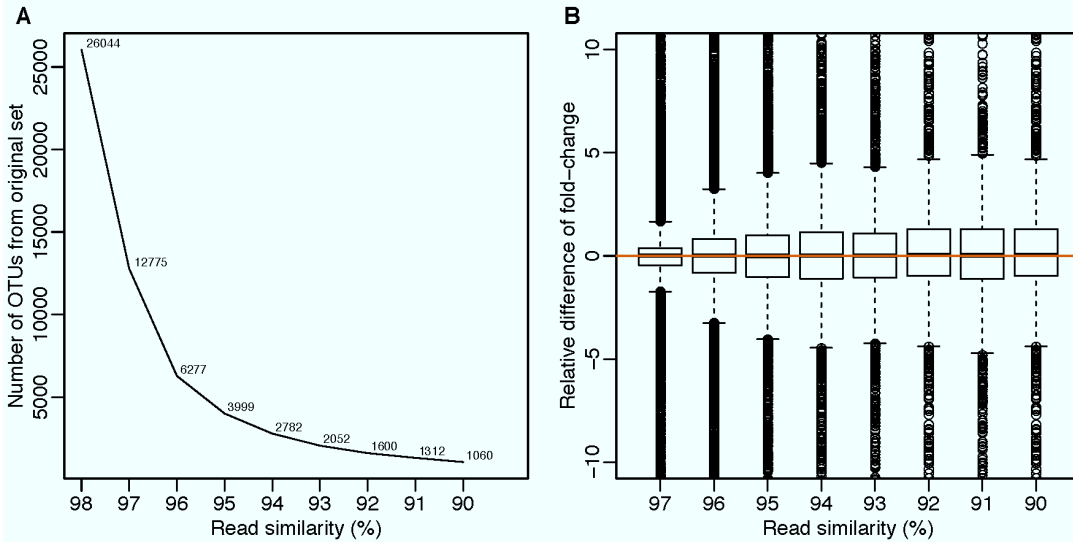 A
Number of OTUs from original set
25000
20000
15000
10000
5000
26044
12775
6277
3999
2782
2052
1600
1312
1060
98 97 96 95 94 93 92 91 90
Read similarity (%)
B
Relative difference of fold−change
10
5
0
−5
−10
97 96 95 94 93 92 91 90
Read similarity (%)